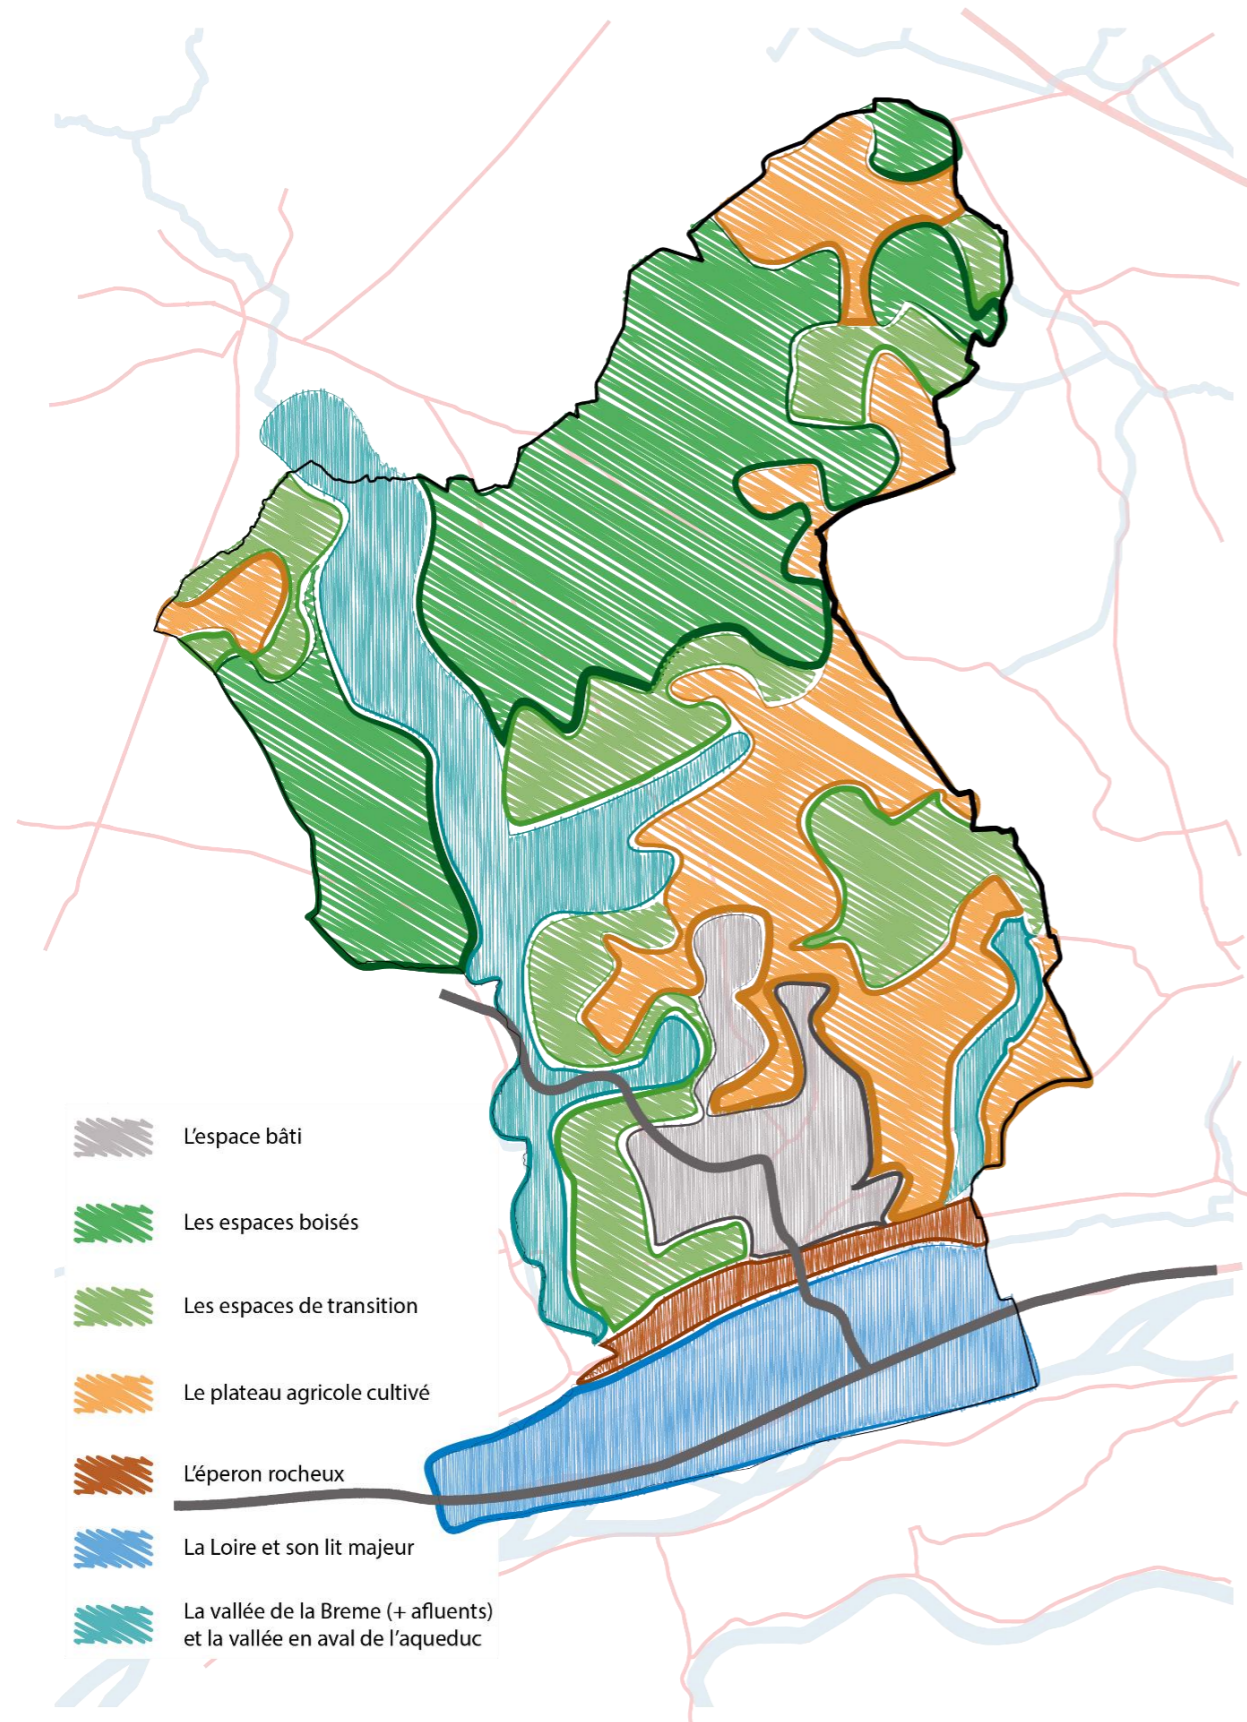 L'espace bâti
Les espaces boisés
Les espaces de transition
Le plateau agricole cultivé
L'éperon rocheux
La Loire et son lit majeur
La vallée de la Breme (+ afluents)
et la vallée en aval de l'aqueduc